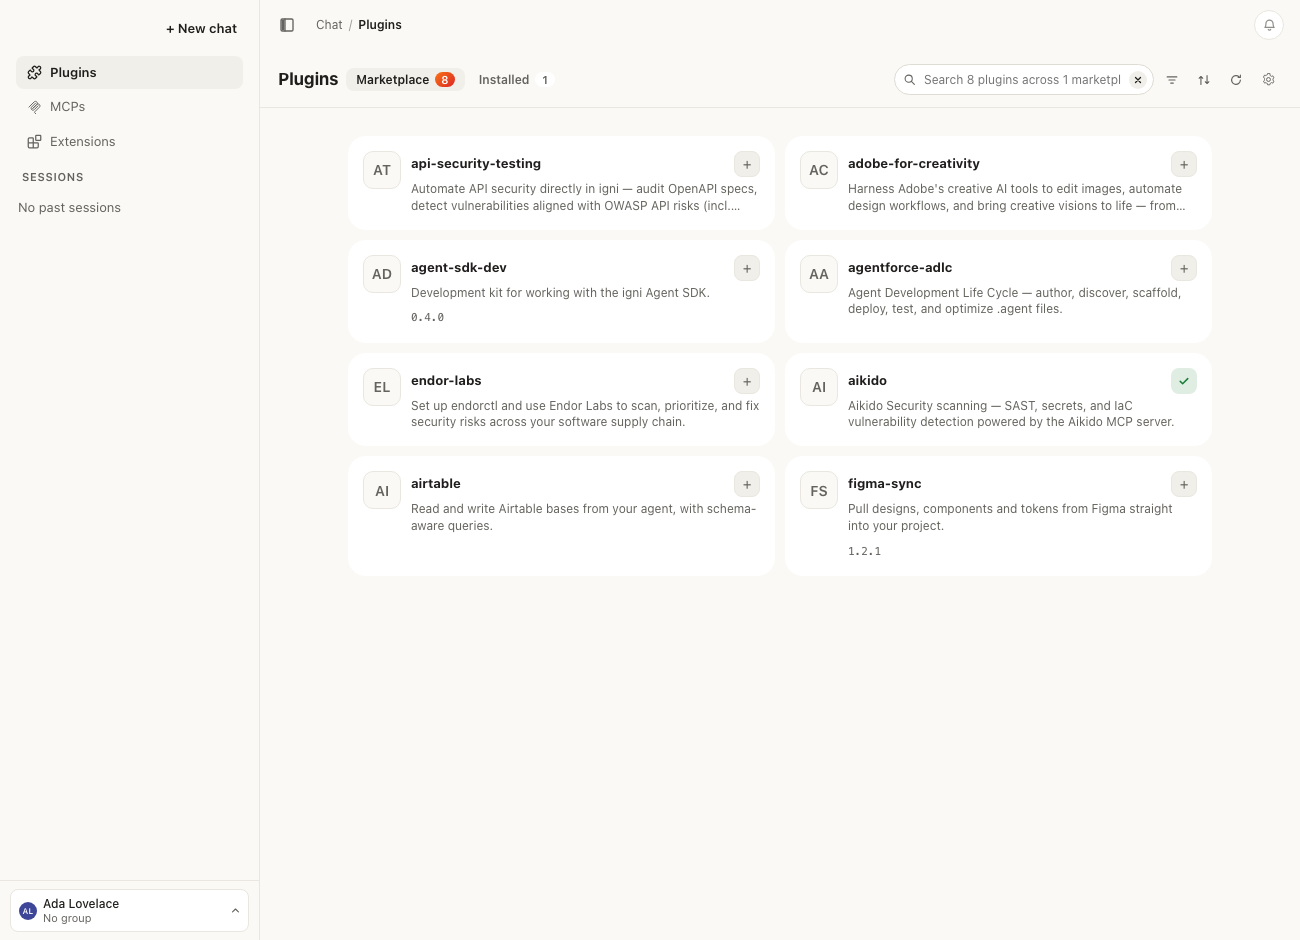 + New chat
Plugins
MCPs
Extensions
SESSIONS
No past sessions
AL
Ada Lovelace
No group
Chat / Plugins
Plugins
Marketplace 8
Installed 1
Search 8 plugins across 1 marketpl
AT
api-security-testing
Automate API security directly in igni — audit OpenAPI specs,
detect vulnerabilities aligned with OWASP API risks (incl....
AC
adobe-for-creativity
Harness Adobe's creative AI tools to edit images, automate
design workflows, and bring creative visions to life — from...
AD
agent-sdk-dev
Development kit for working with the igni Agent SDK.
0.4.0
AA
agentforce-adlc
Agent Development Life Cycle — author, discover, scaffold,
deploy, test, and optimize .agent files.
EL
endor-labs
Set up endorctl and use Endor Labs to scan, prioritize, and fix
security risks across your software supply chain.
AI
aikido
Aikido Security scanning — SAST, secrets, and IaC
vulnerability detection powered by the Aikido MCP server.
AI
airtable
Read and write Airtable bases from your agent, with schema-
aware queries.
FS
figma-sync
Pull designs, components and tokens from Figma straight
into your project.
1.2.1